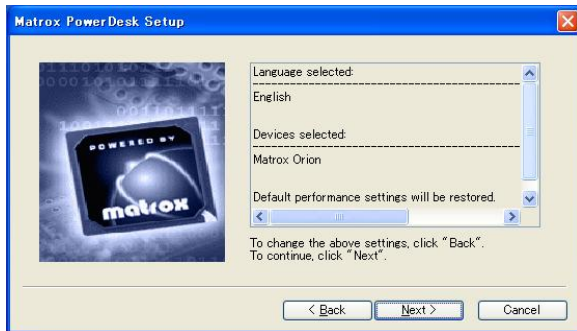 Matrox PowerDesk Setup
POWERED BY
matrox
Language selected:
English
Devices selected:
Matrox Orion
Default performance settings will be restored.
To change the above settings, click "Back".
To continue, click "Next".
< Back
Next >
Cancel